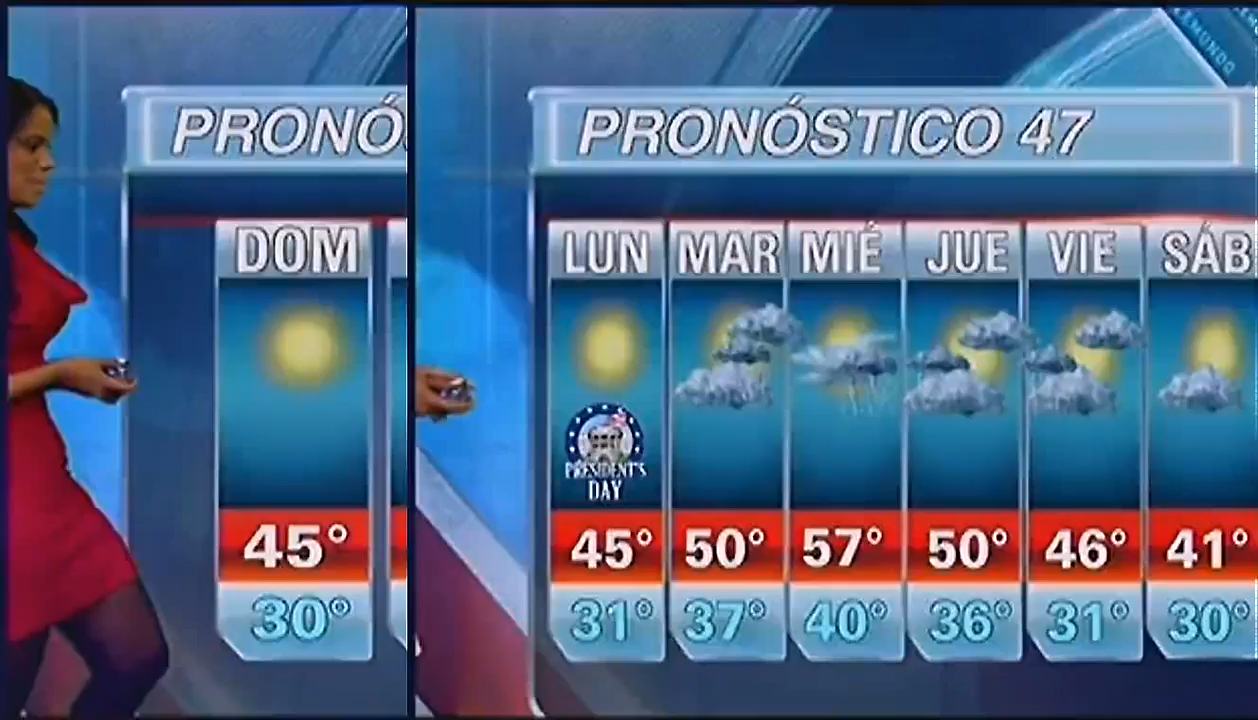 PRONÓ
DOM
45°
30°
TELEMUNDO
PRONÓSTICO 47
LUN MAR MIÉ JUE VIE SÁB
PRESIDENT'S
DAY
45° 50° 57° 50° 46° 41°
31° 37° 40° 36° 31° 30°